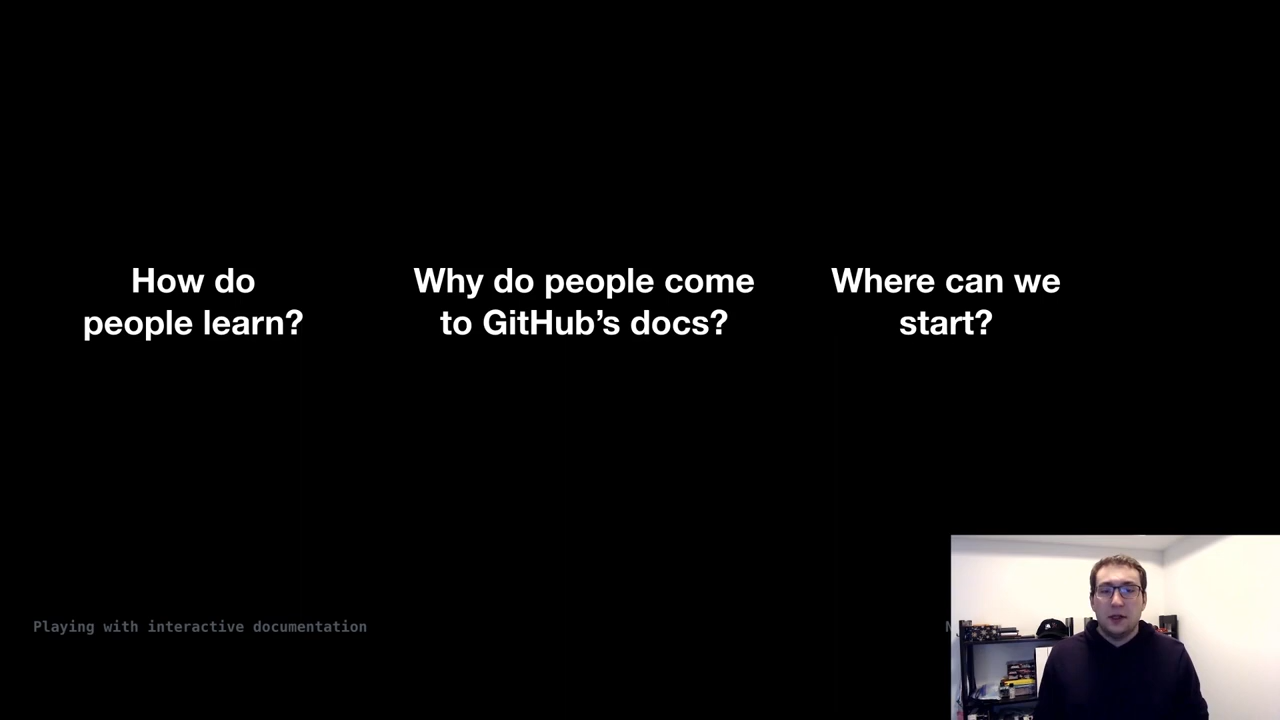 How do
people learn?
Why do people come
to GitHub’s docs?
Where can we
start?
Playing with interactive documentation